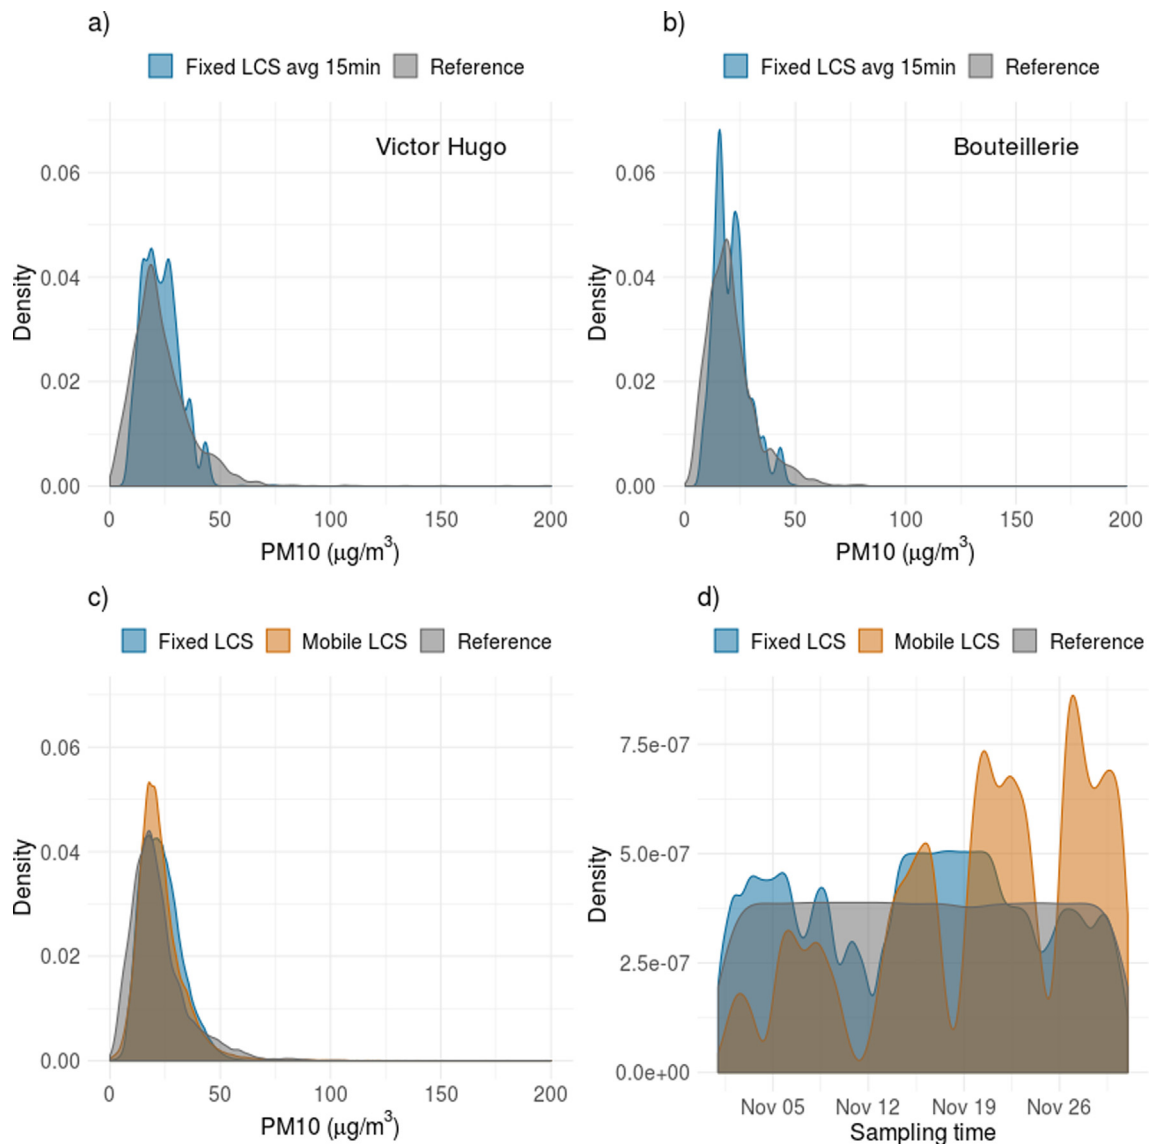 a)
Fixed LCS avg 15min Reference
Victor Hugo
0.06
0.04
0.02
0.00
Density
0 50 100 150 200
PM10 (μg/m³)
b)
Fixed LCS avg 15min Reference
Bouteillerie
0.06
0.04
0.02
0.00
Density
0 50 100 150 200
PM10 (μg/m³)
c)
Fixed LCS Mobile LCS Reference
0.06
0.04
0.02
0.00
Density
0 50 100 150 200
PM10 (μg/m³)
d)
Fixed LCS Mobile LCS Reference
7.5e-07
5.0e-07
2.5e-07
0.0e+00
Density
Nov 05 Nov 12 Nov 19 Nov 26
Sampling time